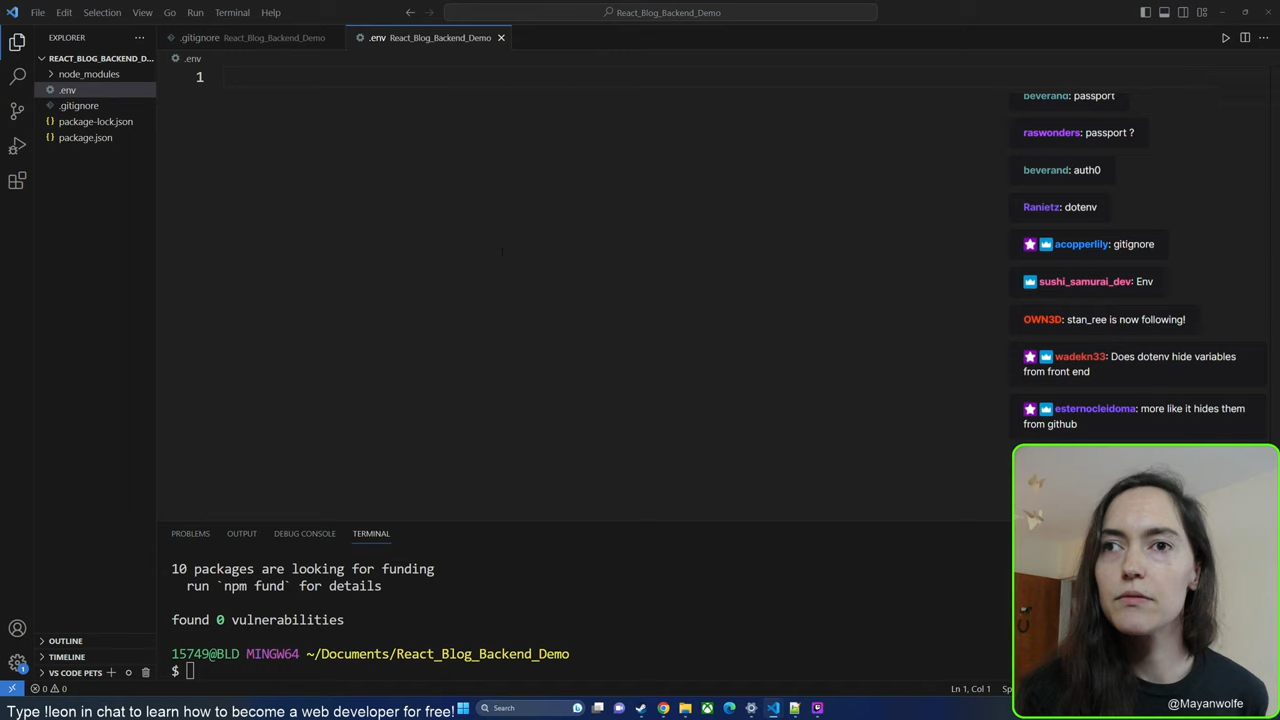 File Edit Selection View Go Run Terminal Help
React_Blog_Backend_Demo
EXPLORER
REACT_BLOG_BACKEND_D...
node_modules
.env
.gitignore
package-lock.json
package.json
OUTLINE
TIMELINE
VS CODE PETS
.gitignore React_Blog_Backend_Demo
.env React_Blog_Backend_Demo
.env
1
beverand: passport
raswonders: passport ?
beverand: auth0
Ranietz: dotenv
acopperlily: gitignore
sushi_samurai_dev: Env
OWN3D: stan_ree is now following!
wadekn33: Does dotenv hide variables
from front end
esternocleidoma: more like it hides them
from github
PROBLEMS OUTPUT DEBUG CONSOLE TERMINAL
10 packages are looking for funding
run `npm fund` for details
found 0 vulnerabilities
15749@BLD MINGW64 ~/Documents/React_Blog_Backend_Demo
$
1
0 0
Ln 1, Col 1
@Mayanwolfe
Type !leon in chat to learn how to become a web developer for free!
Search